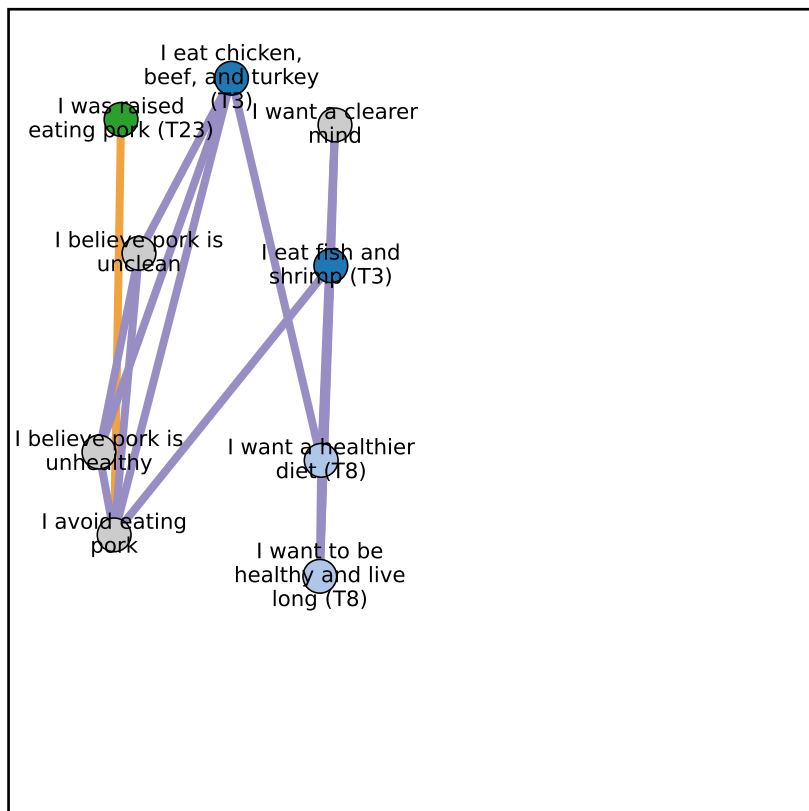 I eat chicken,
beef, and turkey
(T3)
I was raised
eating pork (T23)
I want a clearer
mind
I believe pork is
unclean
I eat fish and
shrimp (T3)
I believe pork is
unhealthy
I want a healthier
diet (T8)
I avoid eating
pork
I want to be
healthy and live
long (T8)